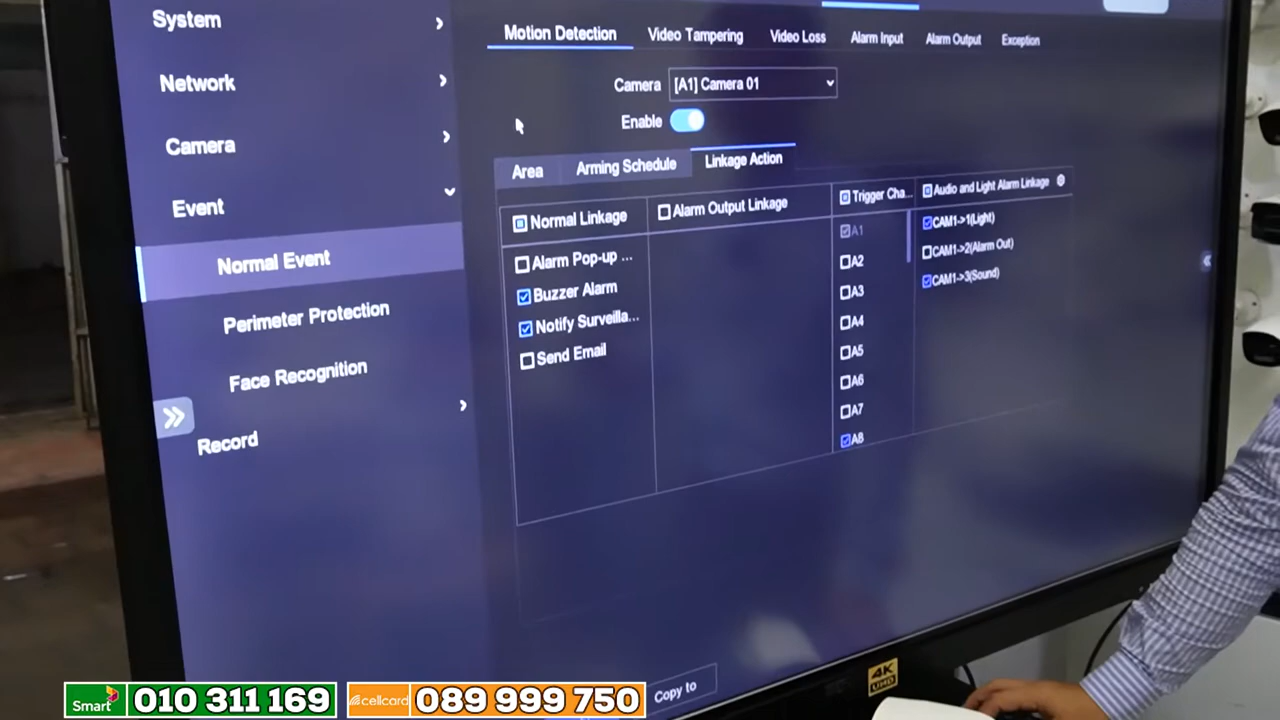 System
Network
Camera
Event
Normal Event
Perimeter Protection
Face Recognition
Record
Motion Detection Video Tampering Video Loss Alarm Input Alarm Output Exception
Camera [A1] Camera 01
Enable
Area Arming Schedule Linkage Action
Normal Linkage
Alarm Pop-up ...
Buzzer Alarm
Notify Surveilla...
Send Email
Alarm Output Linkage
Trigger Cha...
A1
A2
A3
A4
A5
A6
A7
A8
Audio and Light Alarm Linkage
CAM1->1(Light)
CAM1->2(Alarm Out)
CAM1->3(Sound)
Copy to
4K
UHD
Smart 010 311 169
cellcard 089 999 750